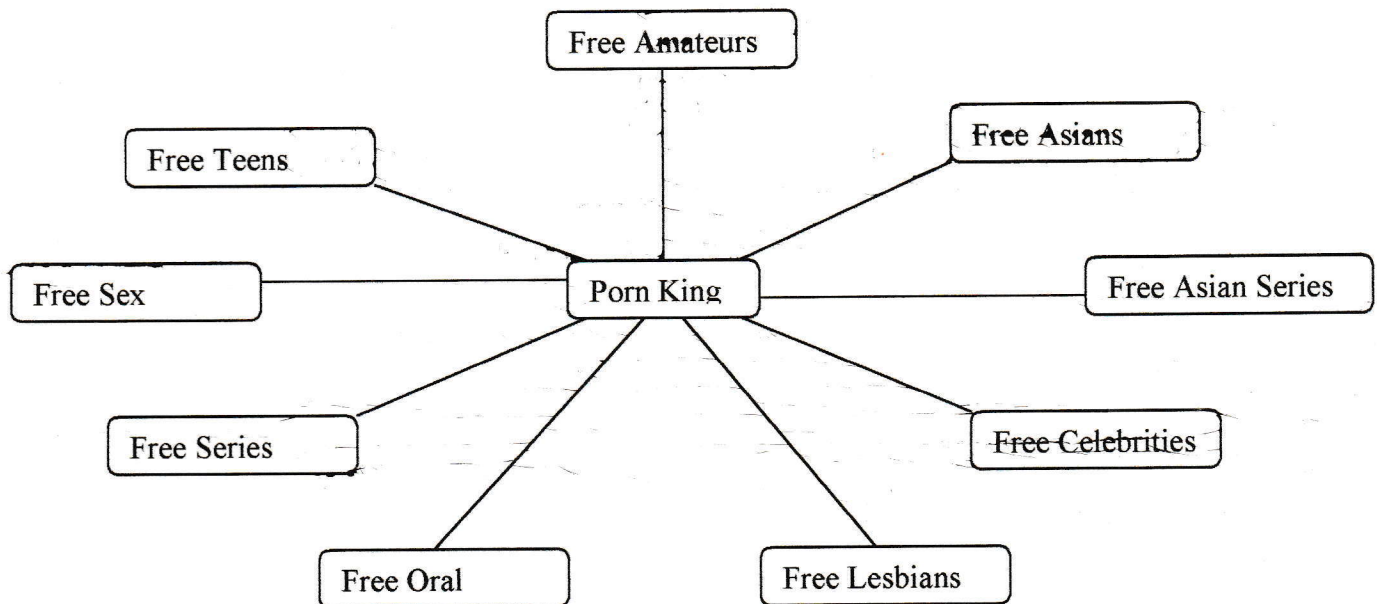 Free Amateurs
Free Asians
Free Teens
Free Sex
Porn King
Free Asian Series
Free Series
Free Celebrities
Free Oral
Free Lesbians